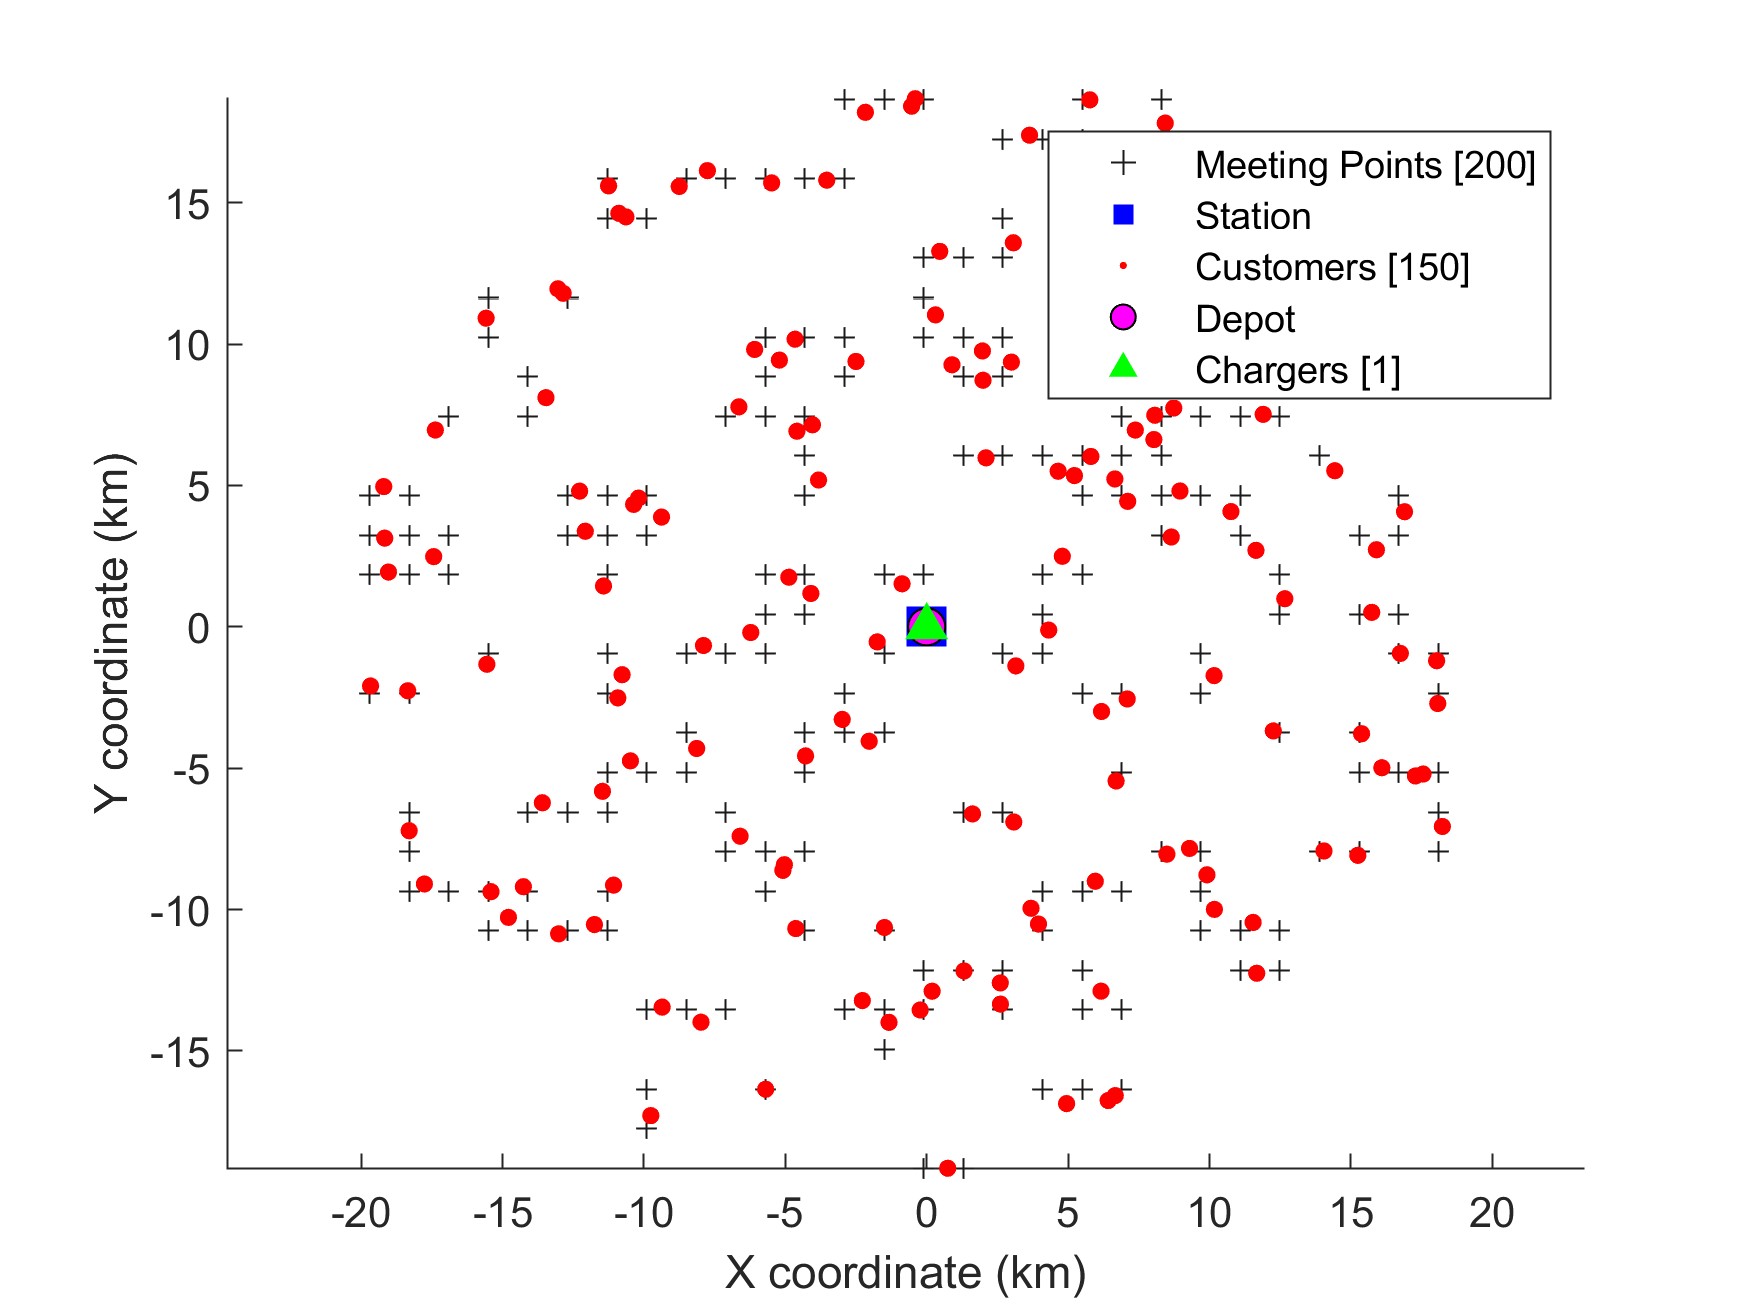 Meeting Points [200]
Station
Customers [150]
Depot
Chargers [1]
15
10
5
0
-5
-10
-15
Y coordinate (km)
-20 -15 -10 -5 0 5 10 15 20
X coordinate (km)